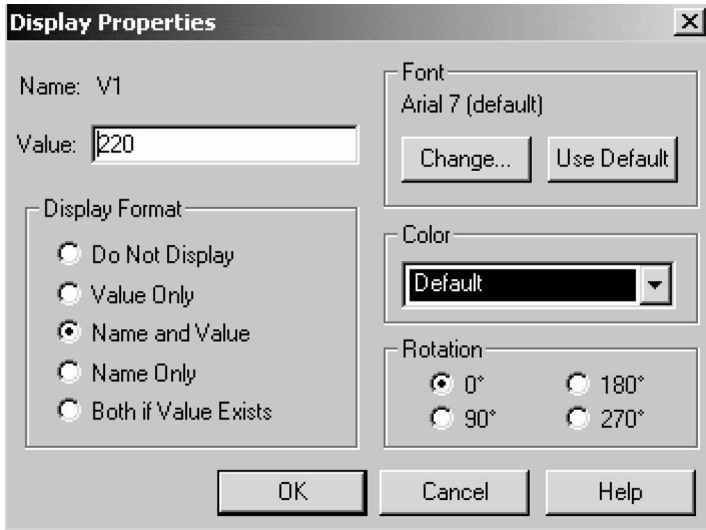 Display Properties
Name: V1
Value: 220
Display Format
Do Not Display
Value Only
Name and Value
Name Only
Both if Value Exists
Font
Arial 7 (default)
Change... Use Default
Color
Default
Rotation
0° 180°
90° 270°
OK Cancel Help